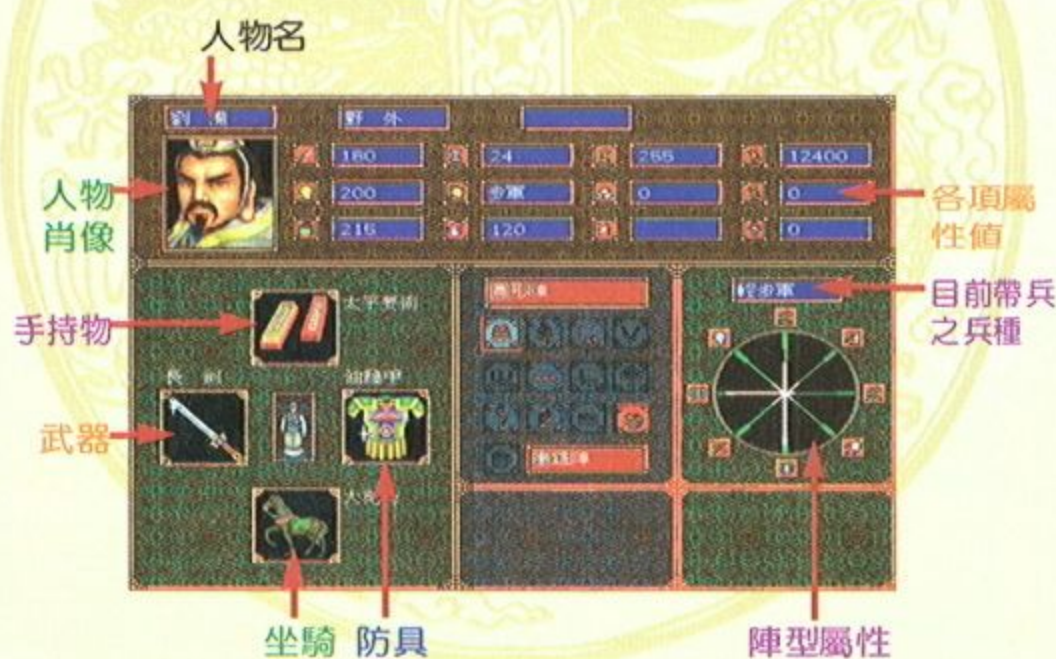 人物名
劉
野 外
180
24
255
12400
人物
肖像
200
步軍
0
0
各項屬
性值
215
120
0
太平要術
輕步軍
目前帶兵
之兵種
手持物
長 劍
武器
坐騎
防具
陣型屬性